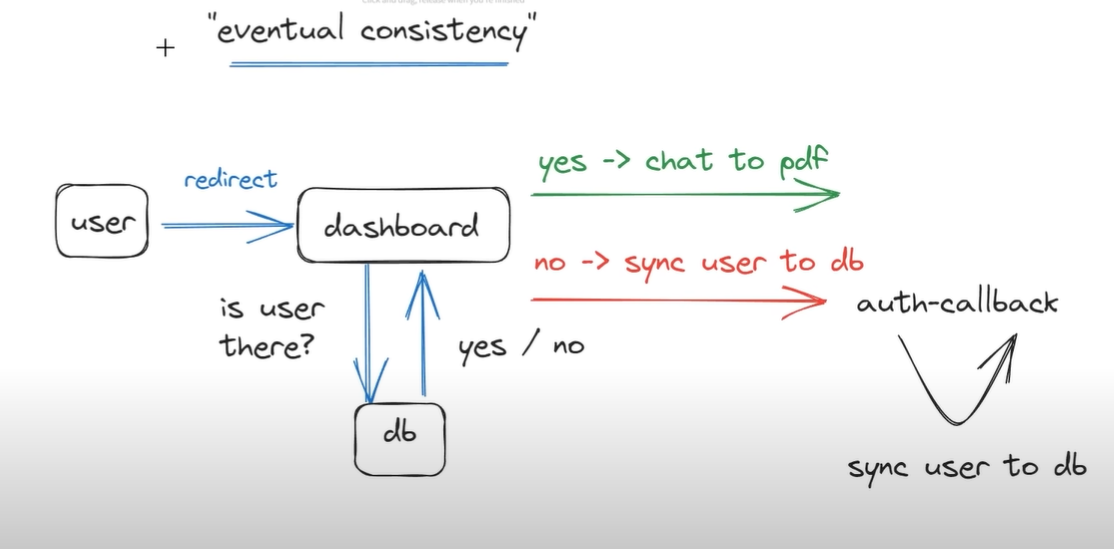 "eventual consistency"
redirect
user
dashboard
yes -> chat to pdf
no -> sync user to db
is user
there?
yes / no
db
auth-callback
sync user to db